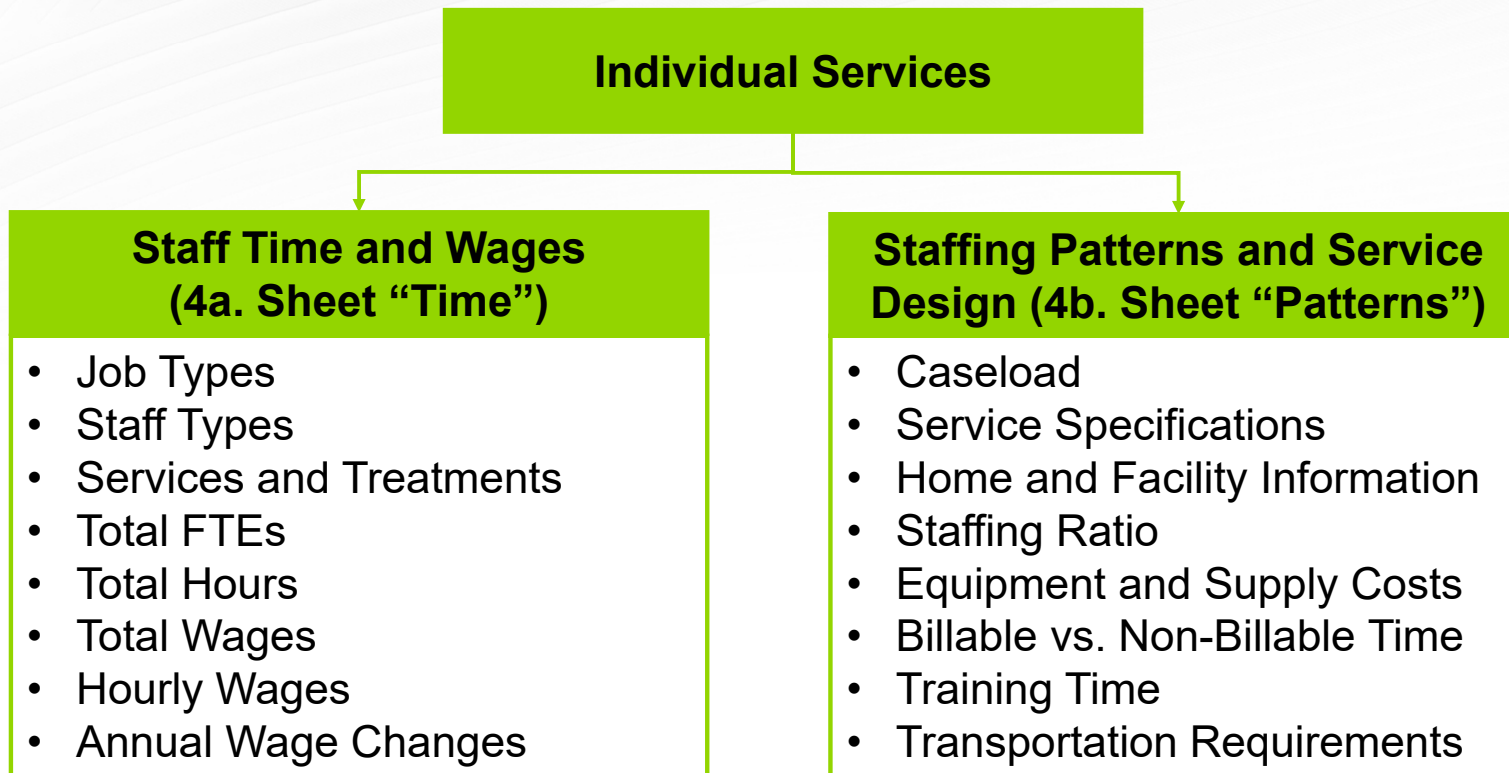 Individual Services
Staff Time and Wages
(4a. Sheet “Time”)
• Job Types
• Staff Types
• Services and Treatments
• Total FTEs
• Total Hours
• Total Wages
• Hourly Wages
• Annual Wage Changes
Staffing Patterns and Service
Design (4b. Sheet “Patterns”)
• Caseload
• Service Specifications
• Home and Facility Information
• Staffing Ratio
• Equipment and Supply Costs
• Billable vs. Non-Billable Time
• Training Time
• Transportation Requirements